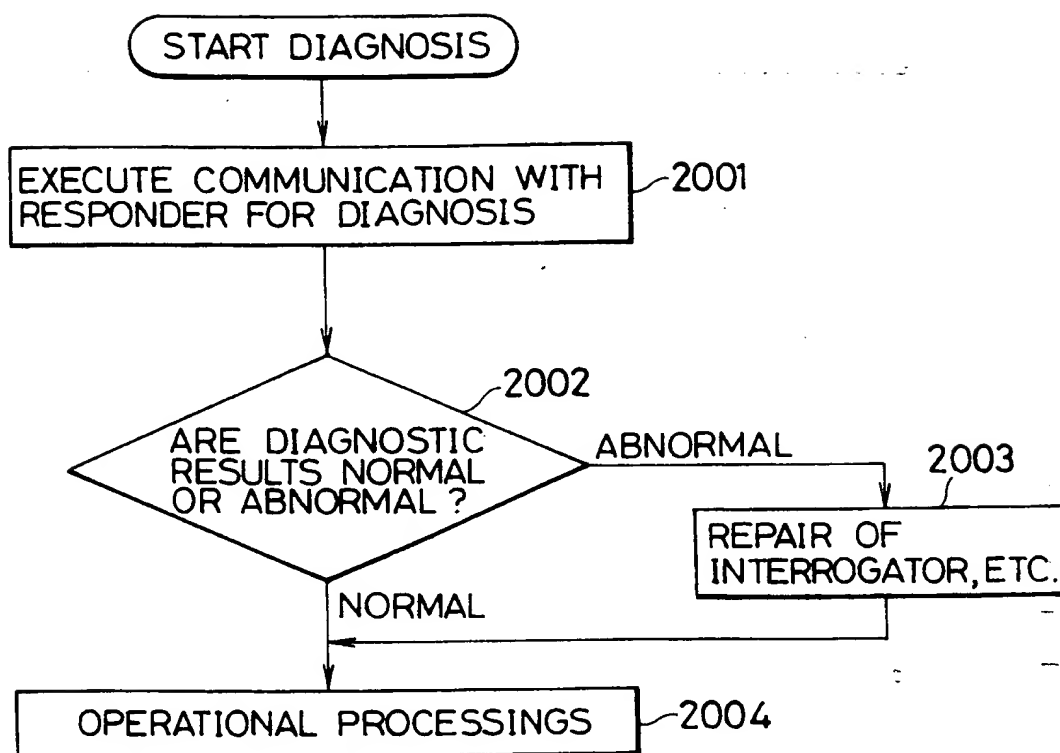 START DIAGNOSIS
EXECUTE COMMUNICATION WITH
RESPONDER FOR DIAGNOSIS
2001
2002
ARE DIAGNOSTIC
RESULTS NORMAL
OR ABNORMAL?
ABNORMAL
2003
REPAIR OF
INTERROGATOR, ETC.
NORMAL
OPERATIONAL PROCESSINGS
2004